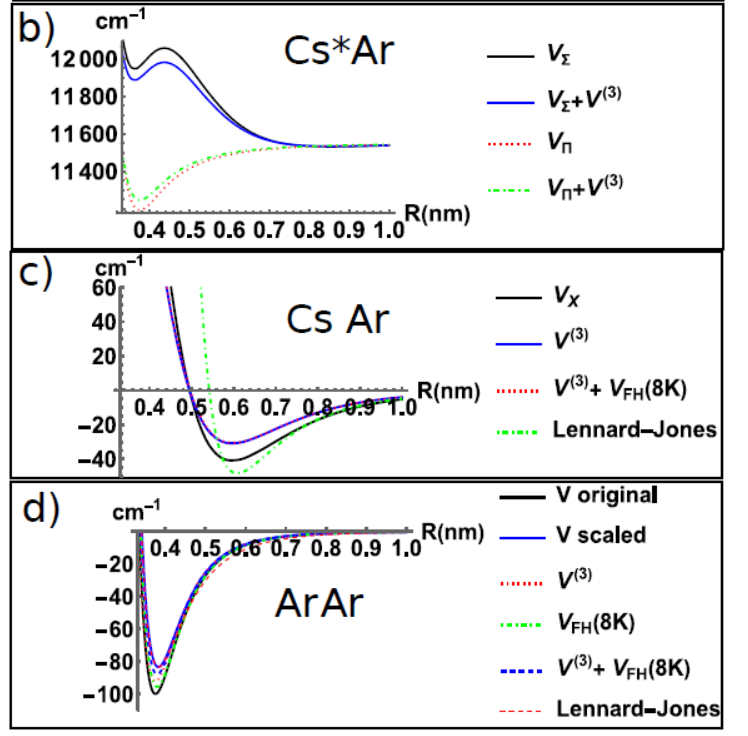 b)
cm⁻¹
Cs*Ar
12 000
11 800
11 600
11 400
R(nm)
0.4 0.5 0.6 0.7 0.8 0.9 1.0
V_Σ
V_Σ+V⁽³⁾
V_Π
V_Π+V⁽³⁾
c)
cm⁻¹
Cs Ar
60
40
20
R(nm)
0.4 0.5 0.6 0.7 0.8 0.9 1.0
−20
−40
V_X
V⁽³⁾
V⁽³⁾+ V_FH(8K)
Lennard–Jones
d)
cm⁻¹
R(nm)
0.4 0.5 0.6 0.7 0.8 0.9 1.0
−20
−40
−60
−80
−100
ArAr
V original
V scaled
V⁽³⁾
V_FH(8K)
V⁽³⁾+ V_FH(8K)
Lennard–Jones